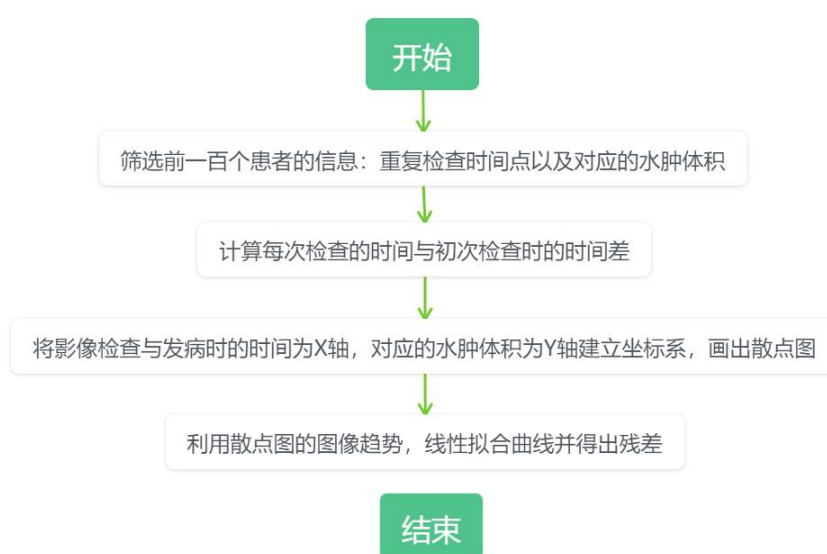 开始
筛选前一百个患者的信息：重复检查时间点以及对应的水肿体积
计算每次检查的时间与初次检查时的时间差
将影像检查与发病时的时间为X轴，对应的水肿体积为Y轴建立坐标系，画出散点图
利用散点图的图像趋势，线性拟合曲线并得出残差
结束